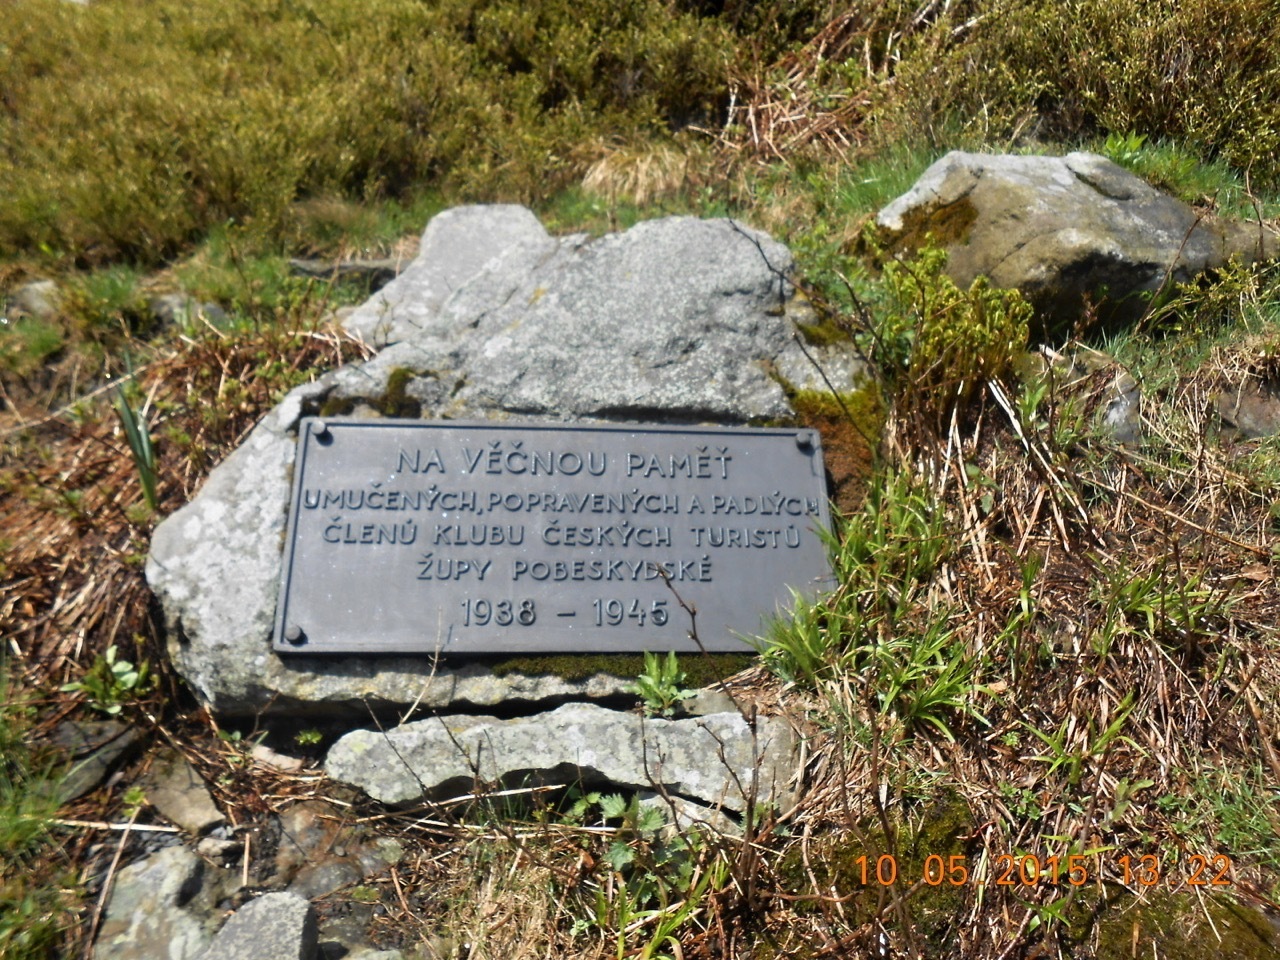 NA VĚČNOU PAMĚŤ
UMUČENÝCH, POPRAVENÝCH A PADLÝCH
ČLENŮ KLUBU ČESKÝCH TURISTŮ
ŽUPY POBESKYDSKÉ
1938 – 1945
10.05.2015 13:22